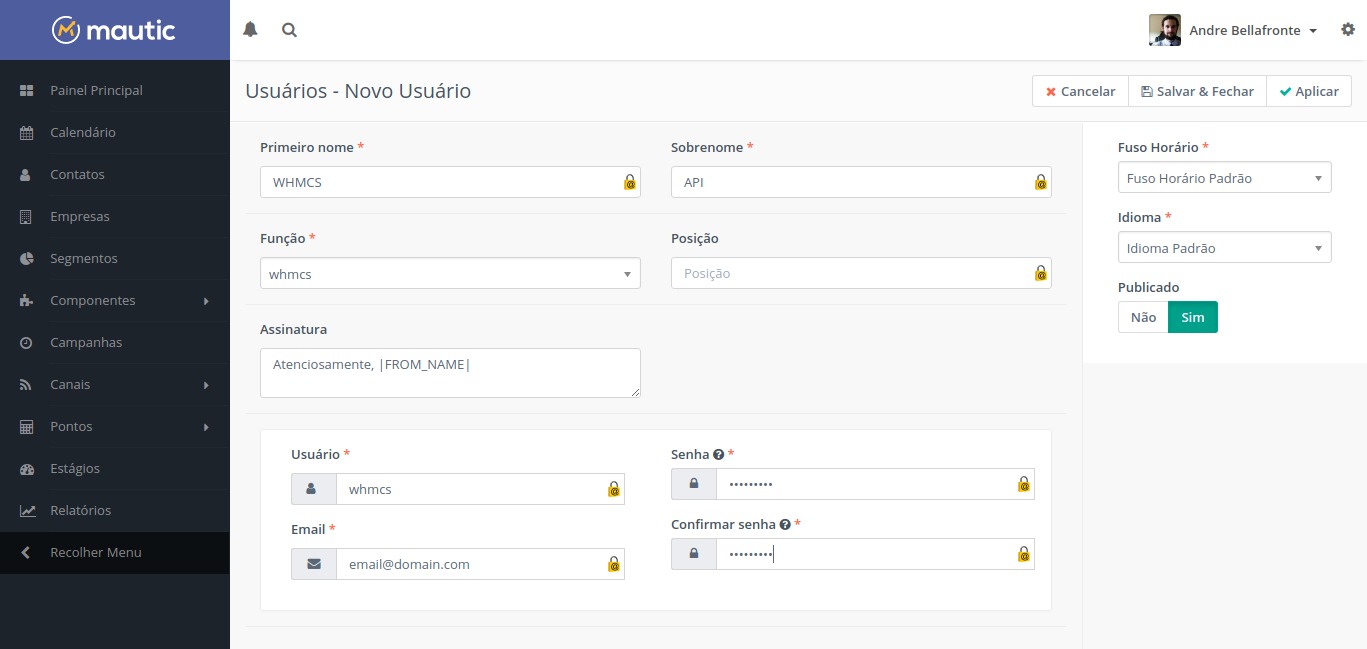 mautic
Andre Bellafronte
Painel Principal
Calendário
Contatos
Empresas
Segmentos
Componentes
Campanhas
Canais
Pontos
Estágios
Relatórios
Recolher Menu
Usuários - Novo Usuário
Cancelar
Salvar & Fechar
Aplicar
Primeiro nome *
WHMCS
Sobrenome *
API
Função *
whmcs
Posição
Posição
Assinatura
Atenciosamente, |FROM_NAME|
Usuário *
whmcs
Senha ? *
•••••••••
Email *
email@domain.com
Confirmar senha ? *
•••••••••
Fuso Horário *
Fuso Horário Padrão
Idioma *
Idioma Padrão
Publicado
Não Sim